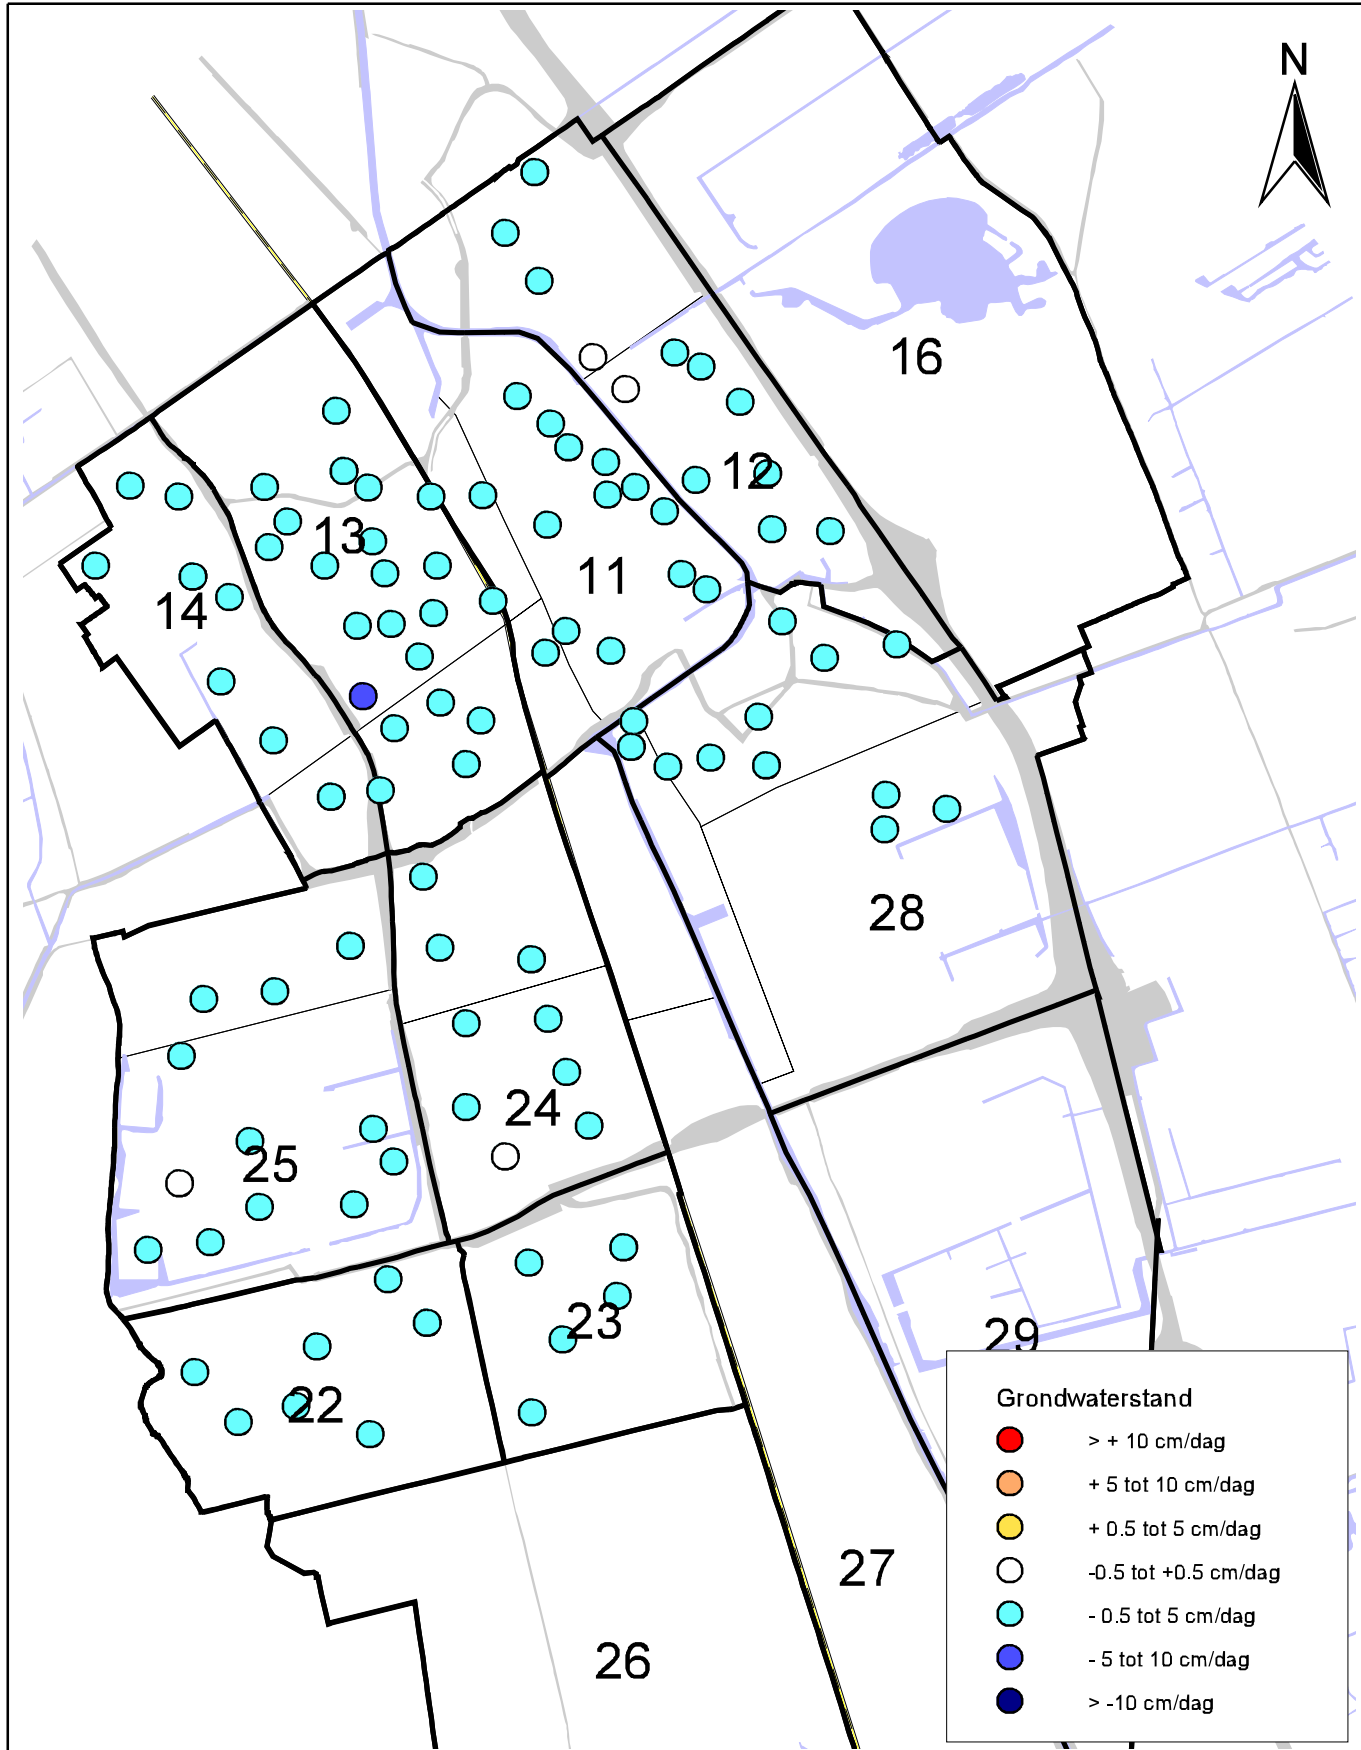 N
16
12
13
11
14
28
24
25
23
29
22
27
26
Grondwaterstand
> + 10 cm/dag
+ 5 tot 10 cm/dag
+ 0.5 tot 5 cm/dag
-0.5 tot +0.5 cm/dag
- 0.5 tot 5 cm/dag
- 5 tot 10 cm/dag
> -10 cm/dag